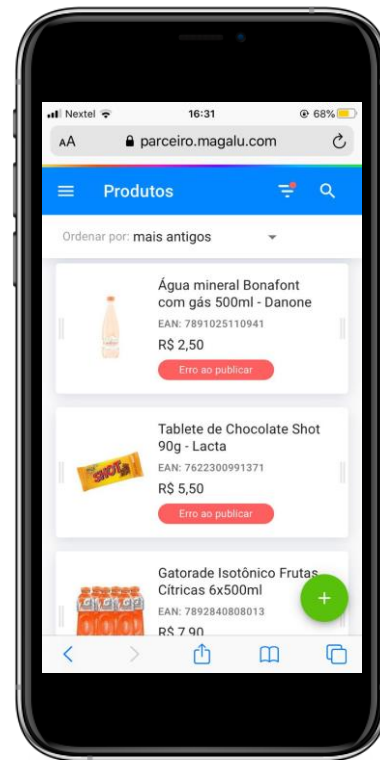 Nextel 16:31 68%
AA parceiro.magalu.com
Produtos
Ordenar por: mais antigos
Água mineral Bonafont
com gás 500ml - Danone
EAN: 7891025110941
R$ 2,50
Erro ao publicar
Tablete de Chocolate Shot
90g - Lacta
SHOT
EAN: 7622300991371
R$ 5,50
Erro ao publicar
Gatorade Isotônico Frutas
Cítricas 6x500ml
EAN: 7892840808013
R$ 7,90